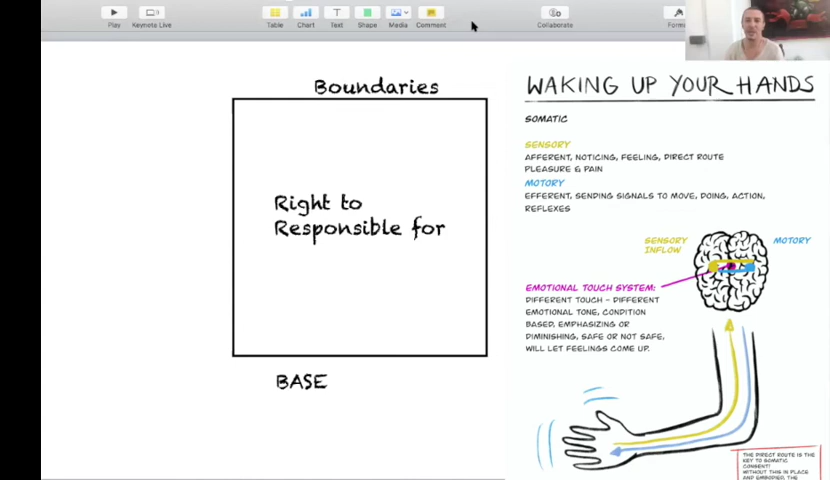 Play
Keynote Live
Table
Chart
Text
Shape
Media
Comment
Collaborate
Boundaries
Right to
Responsible for
BASE
WAKING UP YOUR HANDS
SOMATIC
SENSORY
AFFERENT, NOTICING, FEELING, DIRECT ROUTE
PLEASURE & PAIN
MOTORY
EFFERENT, SENDING SIGNALS TO MOVE, DOING, ACTION,
REFLEXES
SENSORY
INFLOW
MOTORY
EMOTIONAL TOUCH SYSTEM:
DIFFERENT TOUCH - DIFFERENT
EMOTIONAL TONE, CONDITION
BASED, EMPHASIZING OR
DIMINISHING, SAFE OR NOT SAFE,
WILL LET FEELINGS COME UP.
THE DIRECT ROUTE IS THE
KEY TO SOMATIC
CONSENT!
WITHOUT THIS IN PLACE
AND EMBODIED, THE